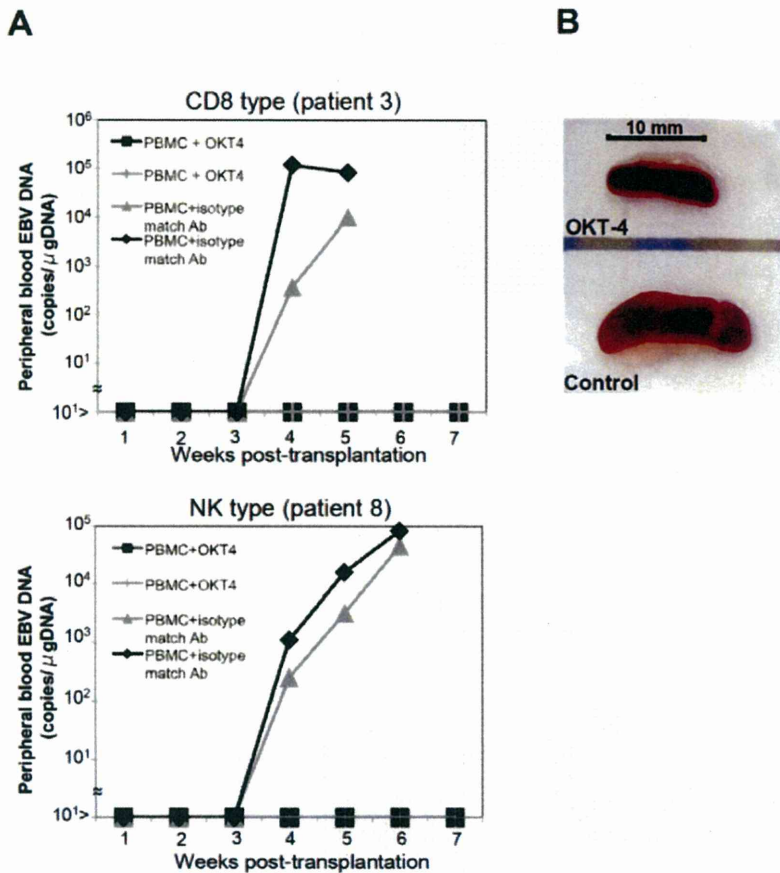 A
CD8 type (patient 3)
Peripheral blood EBV DNA
(copies/μgDNA)
10⁶
10⁵
10⁴
10³
10²
10¹
≈
10¹>
PBMC + OKT4
PBMC + OKT4
PBMC+isotype
match Ab
PBMC+isotype
match Ab
1 2 3 4 5 6 7
Weeks post-transplantation
NK type (patient 8)
Peripheral blood EBV DNA
(copies/μgDNA)
10⁵
10⁴
10³
10²
10¹
≈
10¹>
PBMC+OKT4
PBMC+OKT4
PBMC+isotype
match Ab
PBMC+isotype
match Ab
1 2 3 4 5 6 7
Weeks post-transplantation
B
10 mm
OKT-4
Control